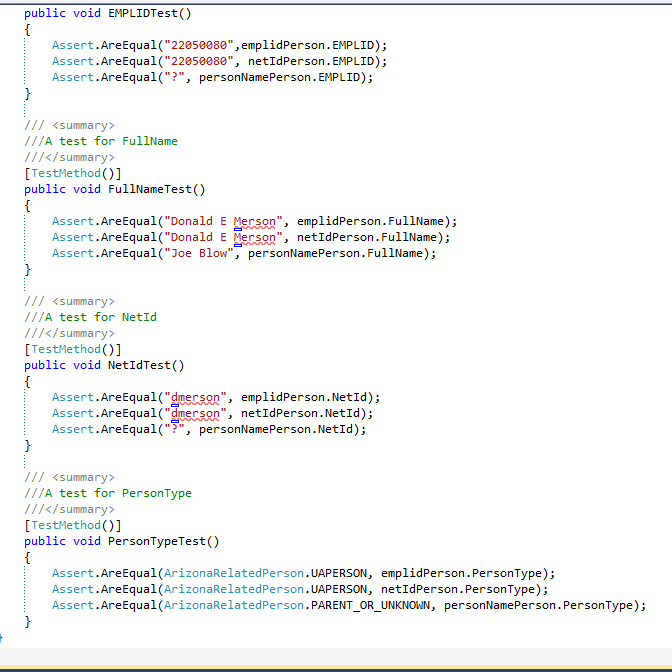 public void EMPLIDTest()
{
Assert.AreEqual("22050080",emplidPerson.EMPLID);
Assert.AreEqual("22050080", netIdPerson.EMPLID);
Assert.AreEqual("?", personNamePerson.EMPLID);
}
/// <summary>
///A test for FullName
///</summary>
[TestMethod()]
public void FullNameTest()
{
Assert.AreEqual("Donald E Merson", emplidPerson.FullName);
Assert.AreEqual("Donald E Merson", netIdPerson.FullName);
Assert.AreEqual("Joe Blow", personNamePerson.FullName);
}
/// <summary>
///A test for NetId
///</summary>
[TestMethod()]
public void NetIdTest()
{
Assert.AreEqual("dmerson", emplidPerson.NetId);
Assert.AreEqual("dmerson", netIdPerson.NetId);
Assert.AreEqual("?", personNamePerson.NetId);
}
/// <summary>
///A test for PersonType
///</summary>
[TestMethod()]
public void PersonTypeTest()
{
Assert.AreEqual(ArizonaRelatedPerson.UAPERSON, emplidPerson.PersonType);
Assert.AreEqual(ArizonaRelatedPerson.UAPERSON, netIdPerson.PersonType);
Assert.AreEqual(ArizonaRelatedPerson.PARENT_OR_UNKNOWN, personNamePerson.PersonType);
}
}